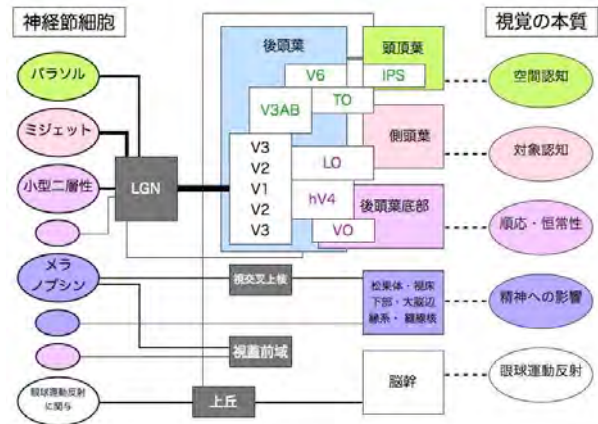 神経節細胞
視覚の本質
後頭葉
頭頂葉
パラソル
V6
IPS
空間認知
V3AB
TO
ミジェット
V3
側頭葉
対象認知
V2
LO
LGN
V1
小型二層性
V2
hV4
後頭葉底部
順応・恒常性
V3
VO
メラ
ノプシン
視交叉上核
松果体・視床
下部・大脳辺
縁系・
精神への影響
視蓋前域
眼球運動反射
に関与
上丘
脳幹
眼球運動反射